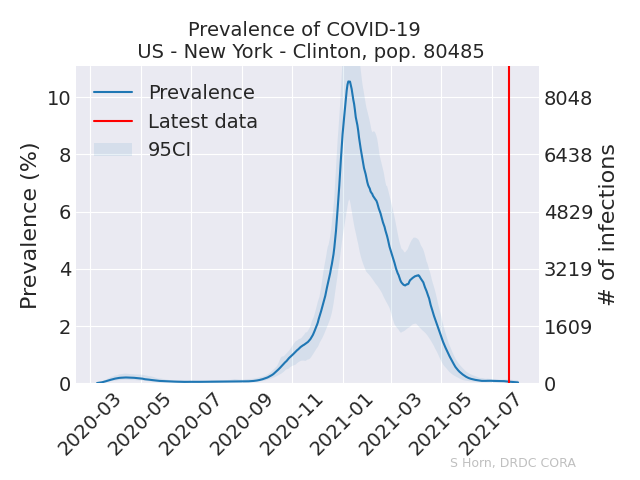 Prevalence of COVID-19
US - New York - Clinton, pop. 80485
Prevalence
Latest data
95CI
Prevalence (%)
10
8
6
4
2
0
8048
6438
4829
3219
1609
0
# of infections
2020-03
2020-05
2020-07
2020-09
2020-11
2021-01
2021-03
2021-05
2021-07
S Horn, DRDC CORA